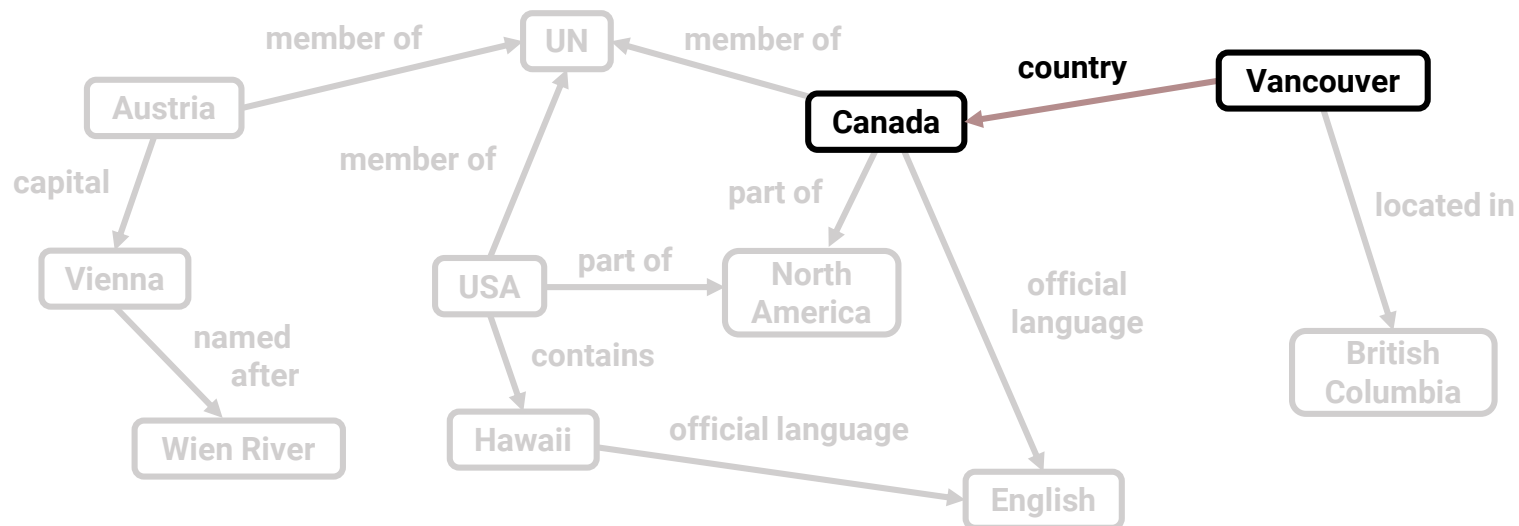 member of
UN
member of
country
Vancouver
Austria
Canada
member of
capital
part of
located in
Vienna
USA
part of
North
America
official
language
named
after
contains
British
Columbia
Wien River
Hawaii
official language
English